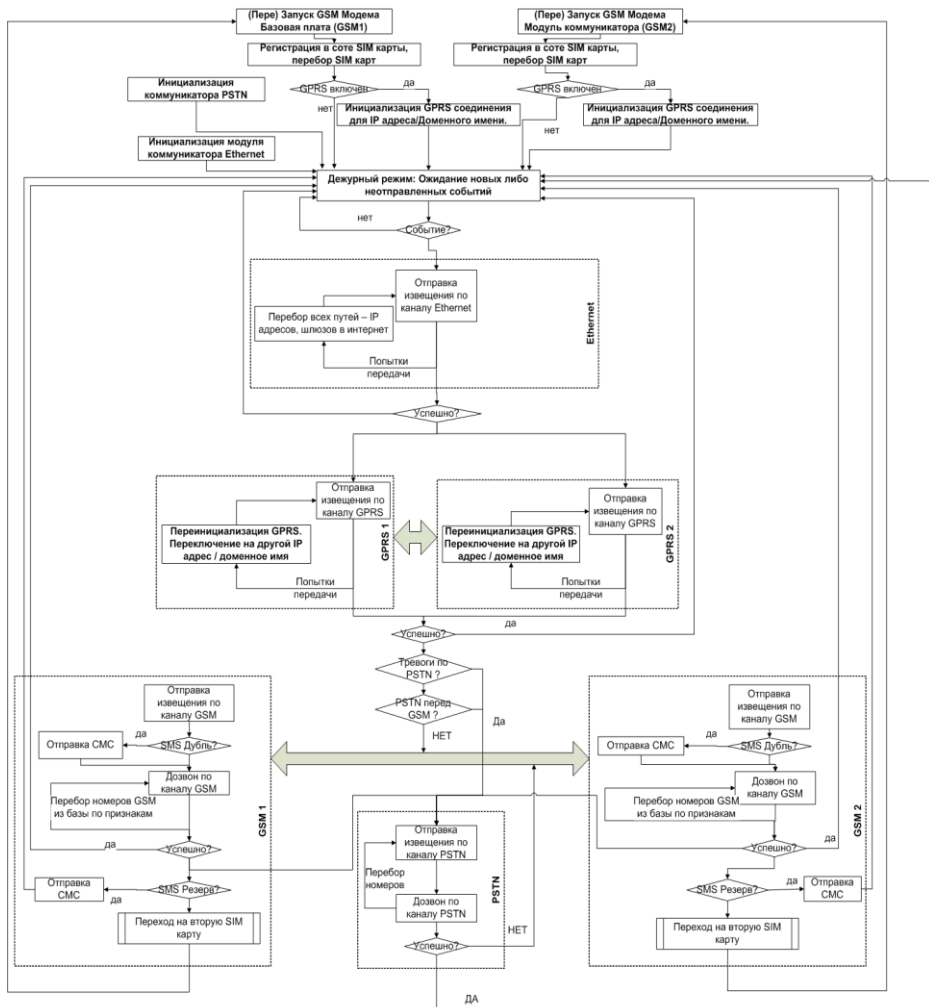 (Пере) Запуск GSM Модема
Базовая плата (GSM1)
(Пере) Запуск GSM Модема
Модуль коммуникатора (GSM2)
Регистрация в соте SIM карты,
перебор SIM карт
Регистрация в соте SIM карты,
перебор SIM карт
Инициализация
коммуникатора PSTN
GPRS включен
да
нет
GPRS включен
да
нет
Инициализация GPRS соединения
для IP адреса/Доменного имени.
Инициализация GPRS соединения
для IP адреса/Доменного имени.
Инициализация модуля
коммуникатора Ethernet
Дежурный режим: Ожидание новых либо
неотправленных событий
нет
Событие?
Отправка
извещения по
каналу Ethernet
Перебор всех путей – IP
адресов, шлюзов в интернет
Попытки
передачи
Ethernet
Успешно?
Отправка
извещения по
каналу GPRS
Переинициализация GPRS.
Переключение на другой IP
адрес / доменное имя
Попытки
передачи
GPRS 1
Отправка
извещения по
каналу GPRS
Переинициализация GPRS.
Переключение на другой IP
адрес / доменное имя
Попытки
передачи
GPRS 2
да
Успешно?
Тревоги по
PSTN ?
PSTN перед
GSM ?
Да
НЕТ
Отправка
извещения по
каналу GSM
да
SMS Дубль?
Отправка СМС
Дозвон по
каналу GSM
Перебор номеров GSM
из базы по признакам
да
Успешно?
SMS Резерв?
Отправка
СМС
да
Переход на вторую SIM
карту
GSM 1
Отправка
извещения по
каналу PSTN
Перебор
номеров
Дозвон по
каналу PSTN
Успешно?
НЕТ
PSTN
ДА
Отправка
извещения по
каналу GSM
да
SMS Дубль?
Отправка СМС
Дозвон по
каналу GSM
Перебор номеров GSM
из базы по признакам
Успешно?
да
SMS Резерв?
да
Отправка
СМС
Переход на вторую SIM
карту
GSM 2